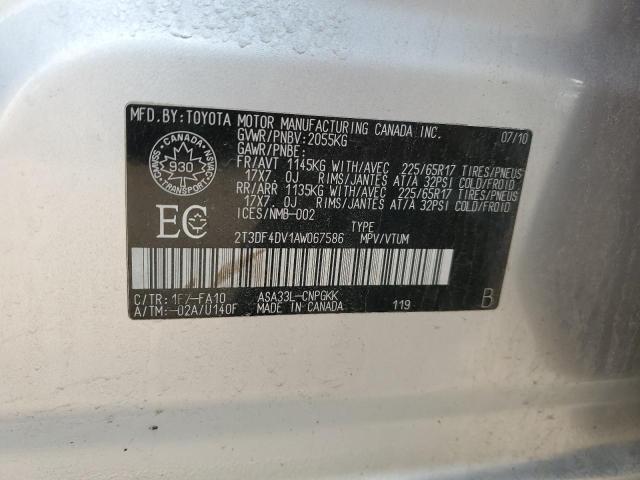 MFD.BY:TOYOTA MOTOR MANUFACTURING CANADA INC. 07/10
GVWR/PNBV:2055KG
GAWR/PNBE:
FR/AVT 1145KG WITH/AVEC 225/65R17 TIRES/PNEUS
17X7.0J RIMS/JANTES AT/A 32PSI COLD/FROID
RR/ARR 1135KG WITH/AVEC 225/65R17 TIRES/PNEUS
17X7.0J RIMS/JANTES AT/A 32PSI COLD/FROID
ICES/NMB-002
TYPE
2T3DF4DV1AW067586 MPV/VTUM
CANADA
930
TRANSPORT
EC
C/TR: FA10 ASA33L-CNPGKK
A/TM:-02A/U140F MADE IN CANADA 119 B